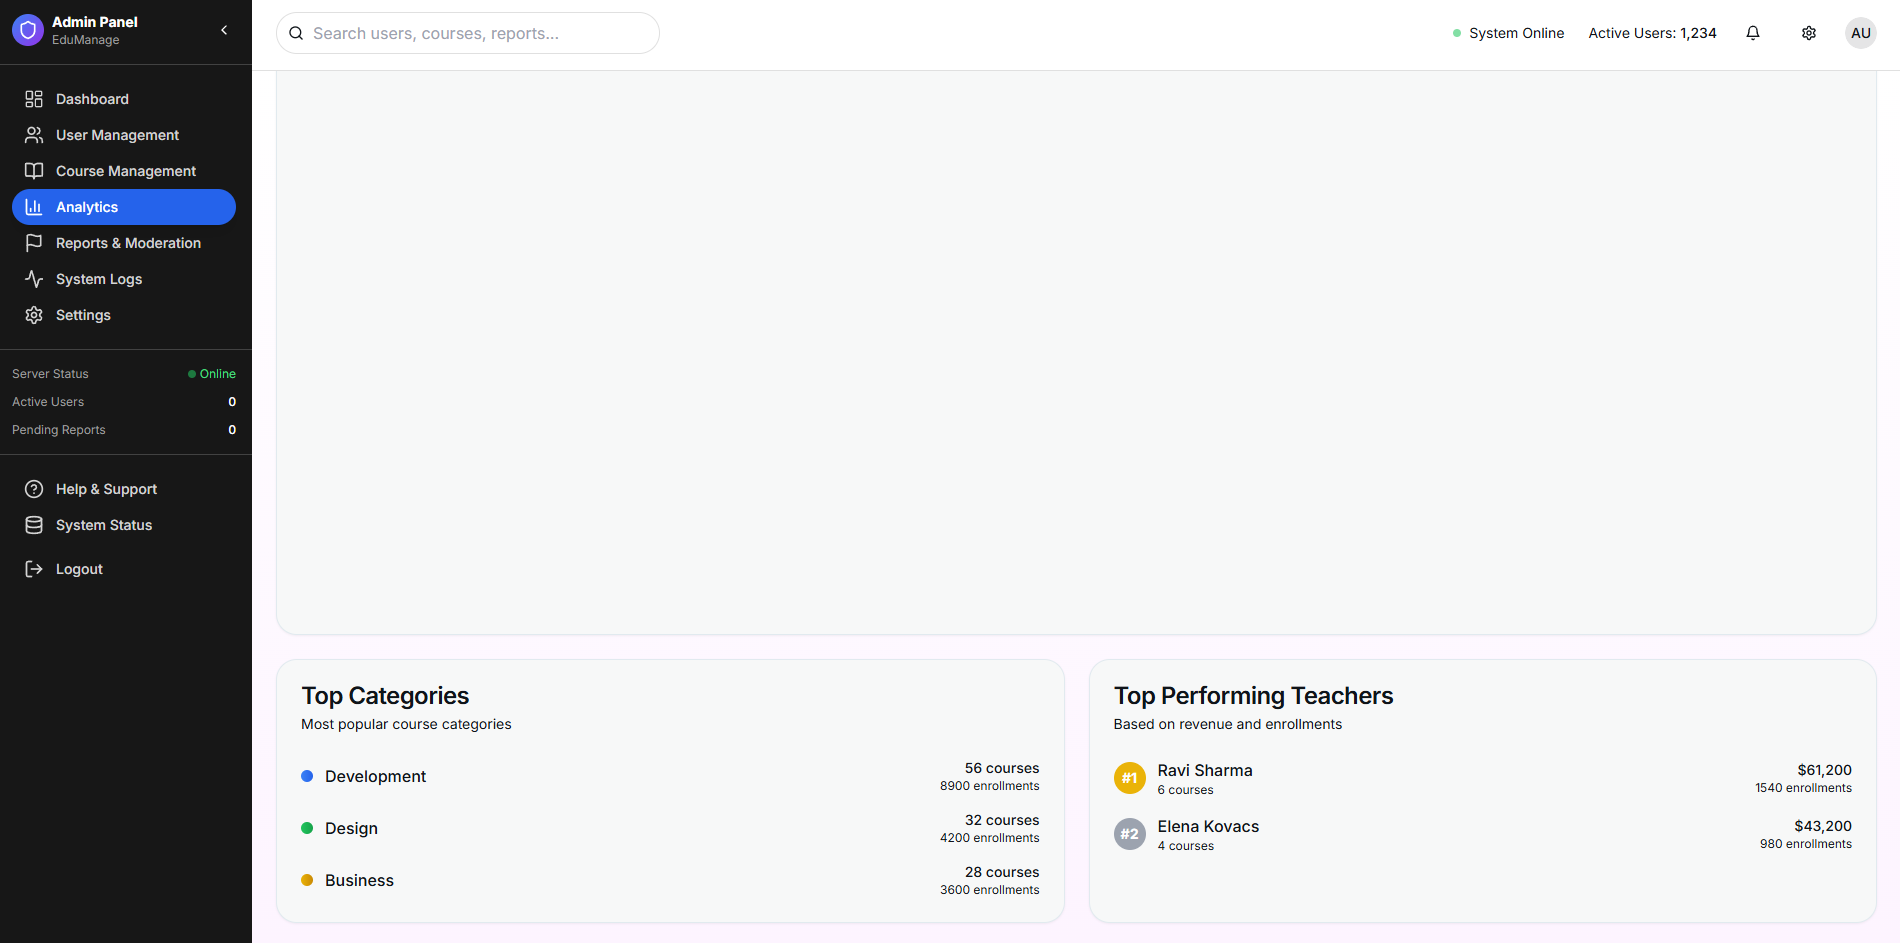 Admin Panel
EduManage
Search users, courses, reports...
System Online
Active Users: 1,234
AU
Dashboard
User Management
Course Management
Analytics
Reports & Moderation
System Logs
Settings
Server Status
Online
Active Users
0
Pending Reports
0
Help & Support
System Status
Logout
Top Categories
Most popular course categories
Development
56 courses
8900 enrollments
Design
32 courses
4200 enrollments
Business
28 courses
3600 enrollments
Top Performing Teachers
Based on revenue and enrollments
#1
Ravi Sharma
6 courses
$61,200
1540 enrollments
#2
Elena Kovacs
4 courses
$43,200
980 enrollments